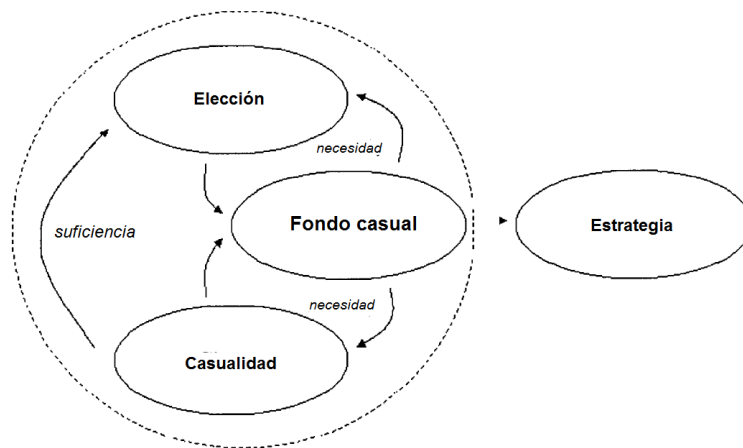 Elección
necesidad
Fondo casual
Estrategia
suficiencia
necesidad
Casualidad